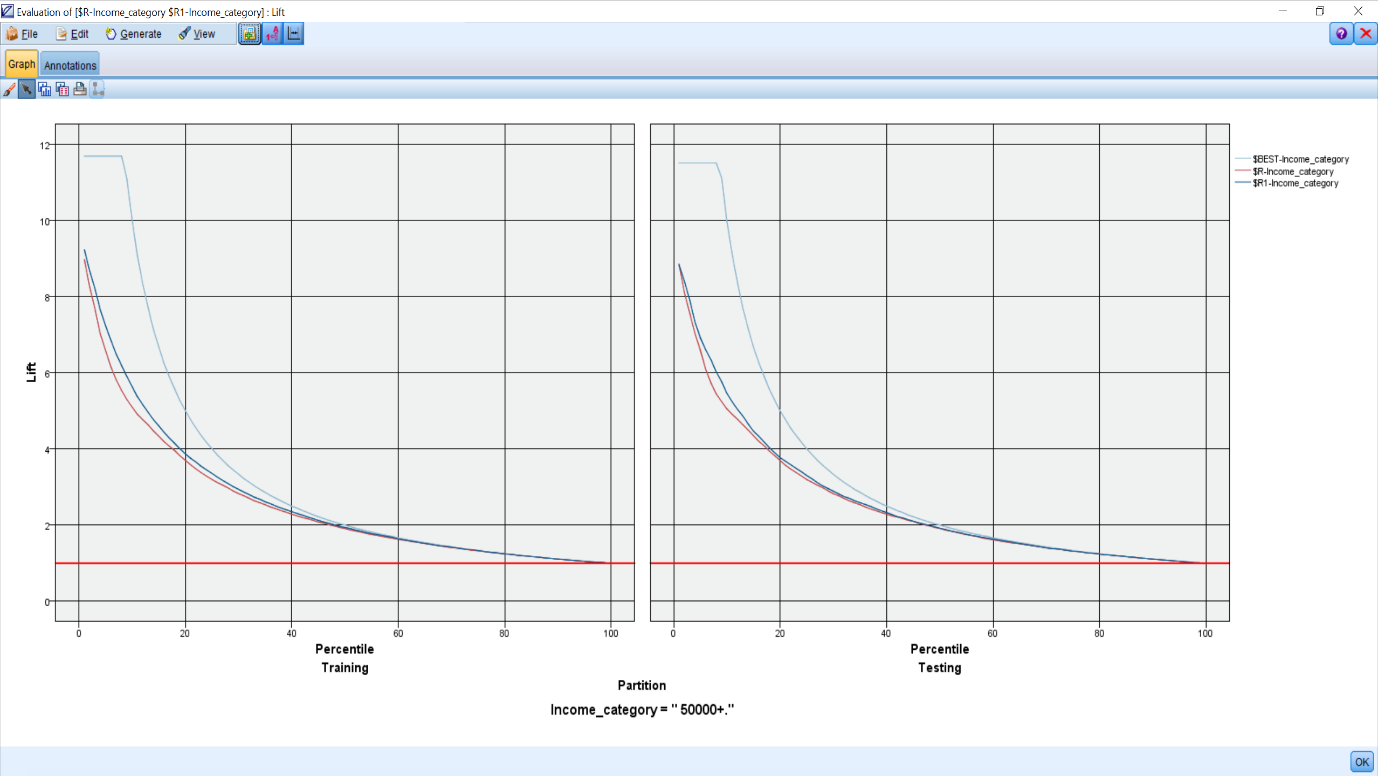 Evaluation of [$R-Income_category $R1-Income_category] : Lift
File Edit Generate View
Graph Annotations
12
10
8
6
4
2
0
Lift
0 20 40 60 80 100
0 20 40 60 80 100
Percentile
Training
Percentile
Testing
Partition
Income_category = " 50000+."
$BEST-Income_category
$R-Income_category
$R1-Income_category
OK